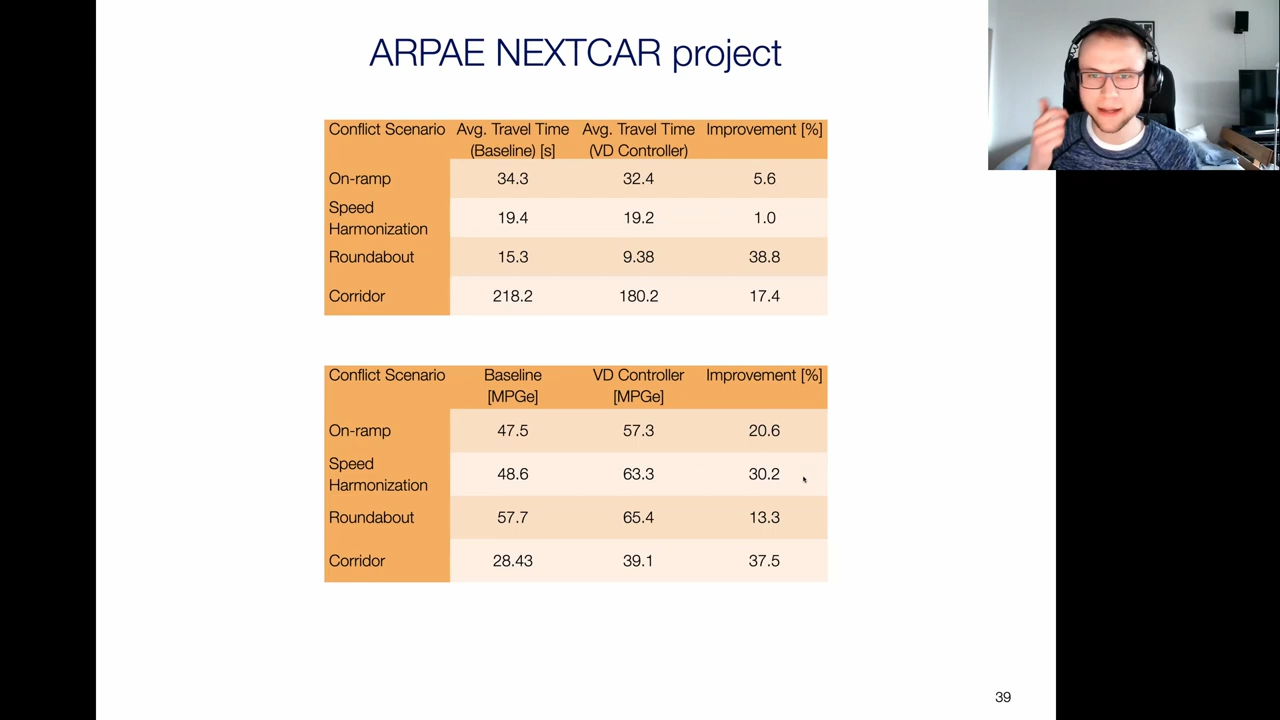 ARPAE NEXTCAR project
Conflict Scenario Avg. Travel Time Avg. Travel Time Improvement [%]
(Baseline) [s] (VD Controller)
On-ramp 34.3 32.4 5.6
Speed
Harmonization 19.4 19.2 1.0
Roundabout 15.3 9.38 38.8
Corridor 218.2 180.2 17.4
Conflict Scenario Baseline VD Controller Improvement [%]
[MPGe] [MPGe]
On-ramp 47.5 57.3 20.6
Speed
Harmonization 48.6 63.3 30.2
Roundabout 57.7 65.4 13.3
Corridor 28.43 39.1 37.5
39